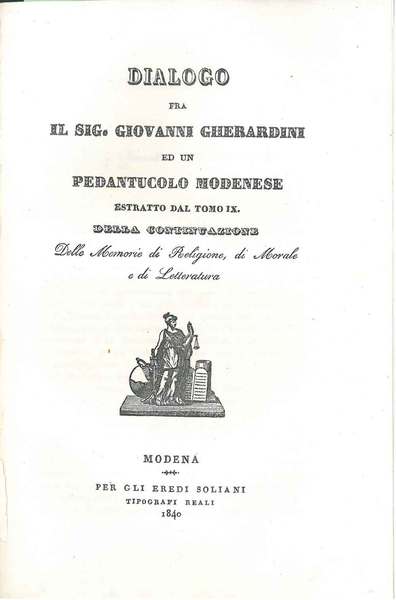 DIALOGO
FRA
IL SIG. GIOVANNI GHERARDINI
ED UN
PEDANTUCOLO MODENESE
ESTRATTO DAL TOMO IX.
DELLA CONTINUAZIONE
Delle Memorie di Religione, di Morale
e di Letteratura
MODENA
PER GLI EREDI SOLIANI
TIPOGRAFI REALI
1840